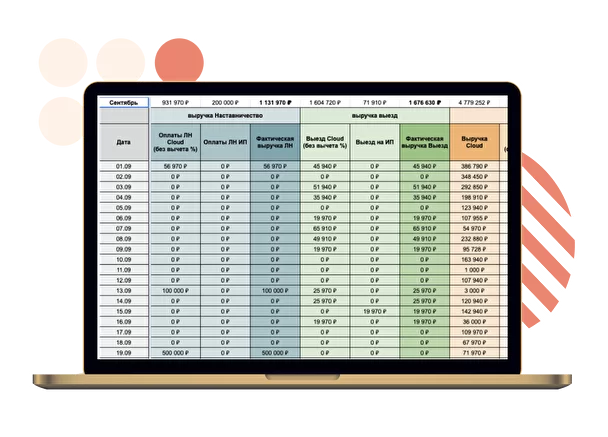 Сентябрь 931 970 ₽ 200 000 ₽ 1 131 970 ₽ 1 604 720 ₽ 71 910 ₽ 1 676 630 ₽ 4 779 252 ₽
выручка Наставничество выручка выезд
Дата Оплаты ЛН Cloud (без вычета %) Оплаты ЛН ИП Фактическая выручка ЛН Выезд Cloud (без вычета %) Выезд на ИП Фактическая выручка Выезд Выручка Cloud
01.09 56 970 ₽ 0 ₽ 56 970 ₽ 45 940 ₽ 0 ₽ 45 940 ₽ 386 790 ₽
02.09 0 ₽ 0 ₽ 0 ₽ 0 ₽ 0 ₽ 0 ₽ 348 450 ₽
03.09 0 ₽ 0 ₽ 0 ₽ 51 940 ₽ 0 ₽ 51 940 ₽ 292 850 ₽
04.09 0 ₽ 0 ₽ 0 ₽ 35 940 ₽ 0 ₽ 35 940 ₽ 198 910 ₽
05.09 0 ₽ 0 ₽ 0 ₽ 0 ₽ 0 ₽ 0 ₽ 123 940 ₽
06.09 0 ₽ 0 ₽ 0 ₽ 19 970 ₽ 0 ₽ 19 970 ₽ 107 955 ₽
07.09 0 ₽ 0 ₽ 0 ₽ 65 910 ₽ 0 ₽ 65 910 ₽ 54 970 ₽
08.09 0 ₽ 0 ₽ 0 ₽ 49 910 ₽ 0 ₽ 49 910 ₽ 232 880 ₽
09.09 0 ₽ 0 ₽ 0 ₽ 19 970 ₽ 0 ₽ 19 970 ₽ 95 728 ₽
10.09 0 ₽ 0 ₽ 0 ₽ 0 ₽ 0 ₽ 0 ₽ 163 940 ₽
11.09 0 ₽ 0 ₽ 0 ₽ 0 ₽ 0 ₽ 0 ₽ 1 000 ₽
12.09 0 ₽ 0 ₽ 0 ₽ 0 ₽ 0 ₽ 0 ₽ 107 940 ₽
13.09 100 000 ₽ 0 ₽ 100 000 ₽ 25 970 ₽ 0 ₽ 25 970 ₽ 3 000 ₽
14.09 0 ₽ 0 ₽ 0 ₽ 25 970 ₽ 0 ₽ 25 970 ₽ 120 940 ₽
15.09 0 ₽ 0 ₽ 0 ₽ 0 ₽ 19 970 ₽ 19 970 ₽ 142 940 ₽
16.09 0 ₽ 0 ₽ 0 ₽ 19 970 ₽ 0 ₽ 19 970 ₽ 36 000 ₽
17.09 0 ₽ 0 ₽ 0 ₽ 0 ₽ 0 ₽ 0 ₽ 109 970 ₽
18.09 0 ₽ 0 ₽ 0 ₽ 0 ₽ 0 ₽ 0 ₽ 67 970 ₽
19.09 500 000 ₽ 0 ₽ 500 000 ₽ 0 ₽ 0 ₽ 0 ₽ 71 970 ₽